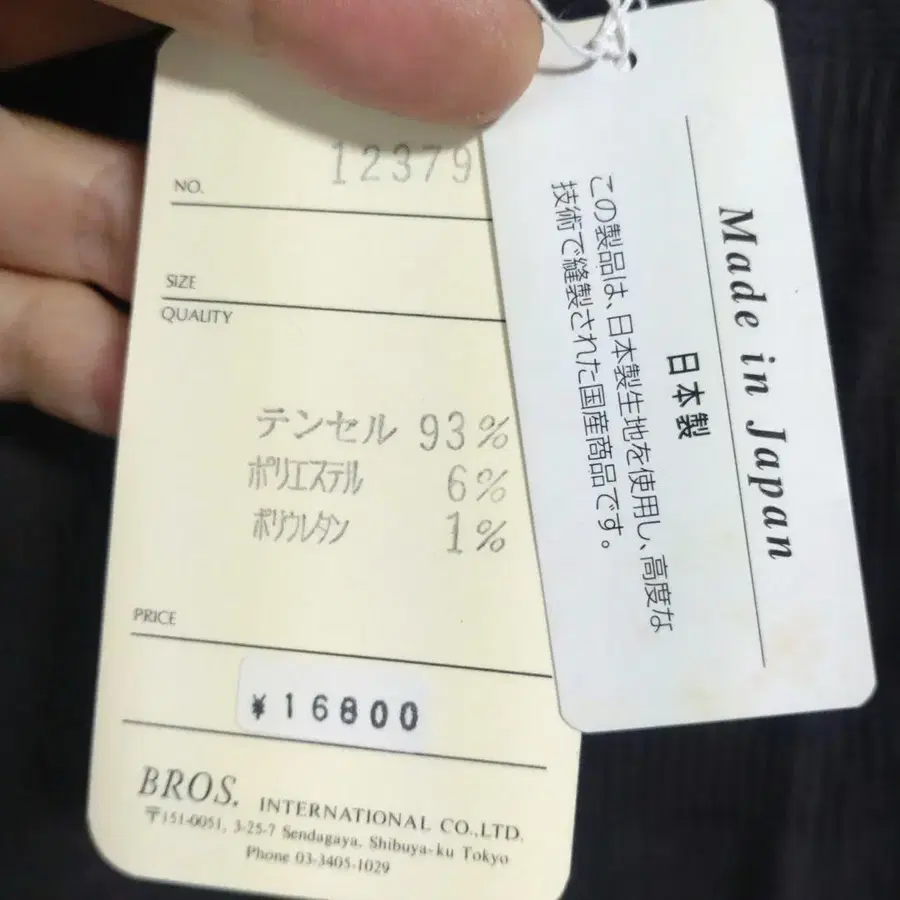 12379
NO.
SIZE
QUALITY
テンセル 93%
ポリエステル 6%
ポリウレタン 1%
PRICE
¥16800
BROS. INTERNATIONAL CO.,LTD.
〒151-0051, 3-25-7 Sendagaya, Shibuya-ku Tokyo
Phone 03-3405-1029
Made in Japan
日本製
この製品は、日本製生地を使用し、高度な
技術で縫製された国産商品です。